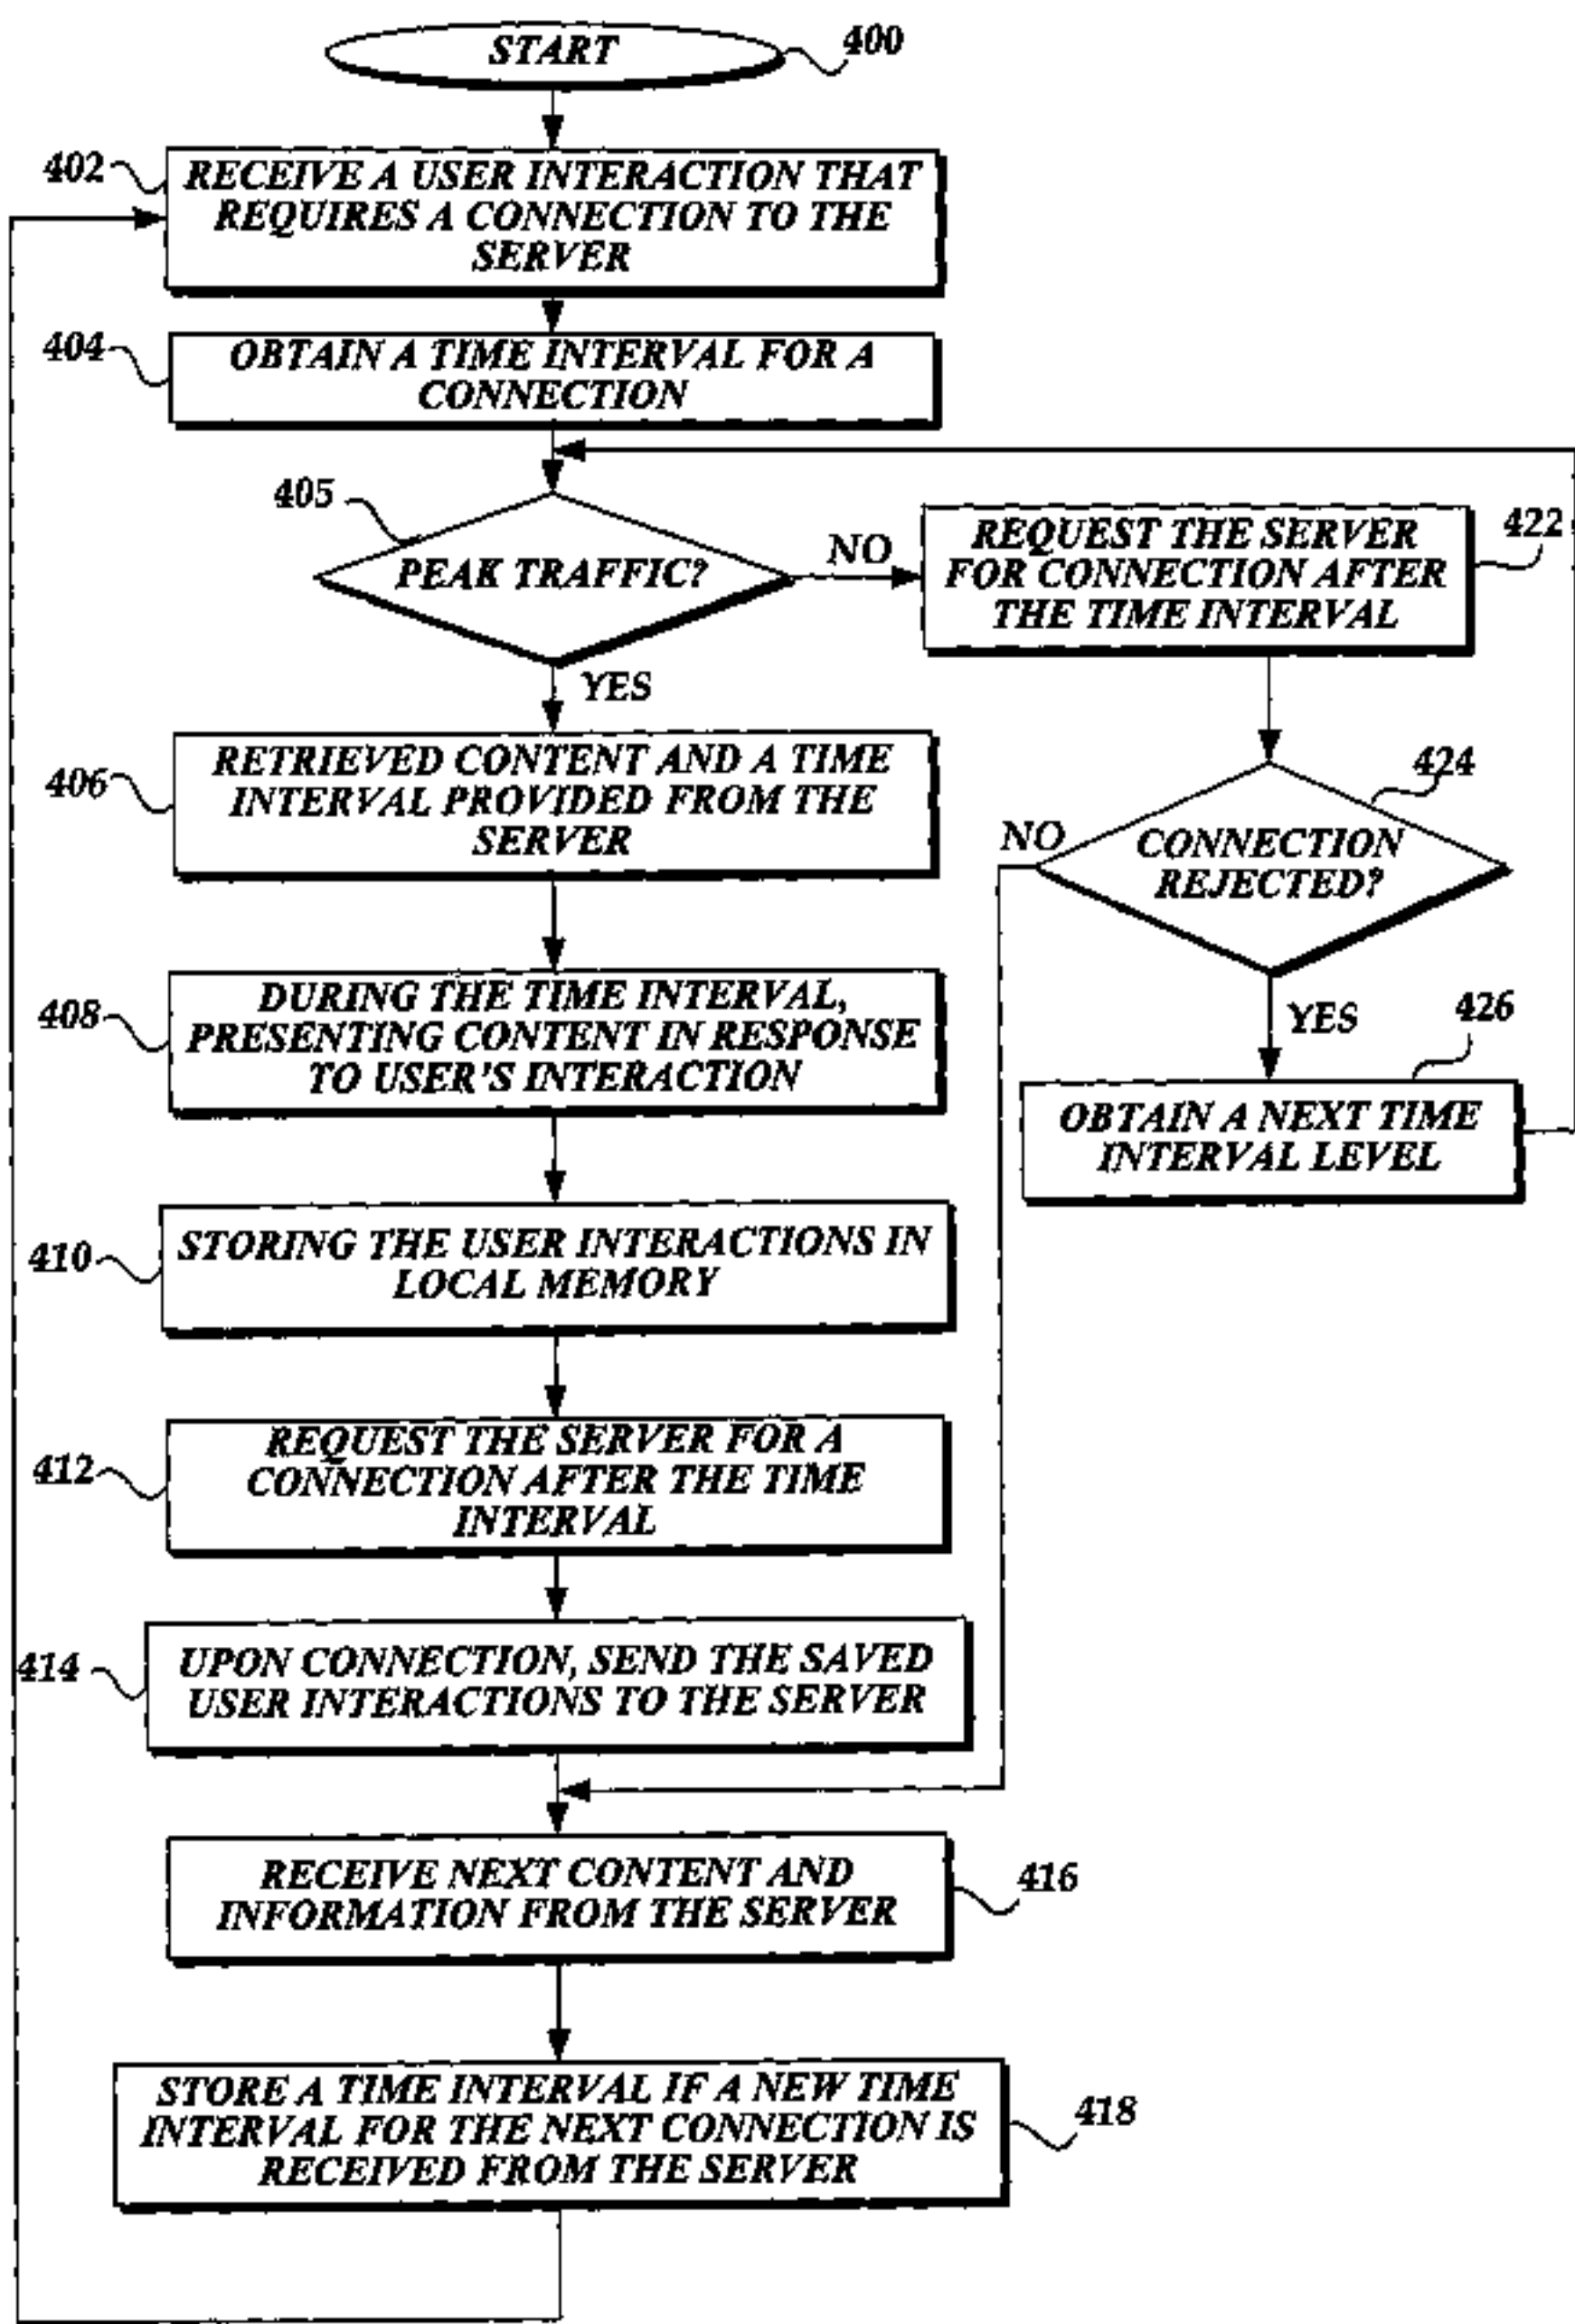 START
400
402
RECEIVE A USER INTERACTION THAT
REQUIRES A CONNECTION TO THE
SERVER
404
OBTAIN A TIME INTERVAL FOR A
CONNECTION
405
PEAK TRAFFIC?
NO
YES
REQUEST THE SERVER
FOR CONNECTION AFTER
THE TIME INTERVAL
422
406
RETRIEVED CONTENT AND A TIME
INTERVAL PROVIDED FROM THE
SERVER
424
NO
CONNECTION
REJECTED?
YES
408
DURING THE TIME INTERVAL,
PRESENTING CONTENT IN RESPONSE
TO USER'S INTERACTION
426
OBTAIN A NEXT TIME
INTERVAL LEVEL
410
STORING THE USER INTERACTIONS IN
LOCAL MEMORY
412
REQUEST THE SERVER FOR A
CONNECTION AFTER THE TIME
INTERVAL
414
UPON CONNECTION, SEND THE SAVED
USER INTERACTIONS TO THE SERVER
RECEIVE NEXT CONTENT AND
INFORMATION FROM THE SERVER
416
STORE A TIME INTERVAL IF A NEW TIME
INTERVAL FOR THE NEXT CONNECTION IS
RECEIVED FROM THE SERVER
418